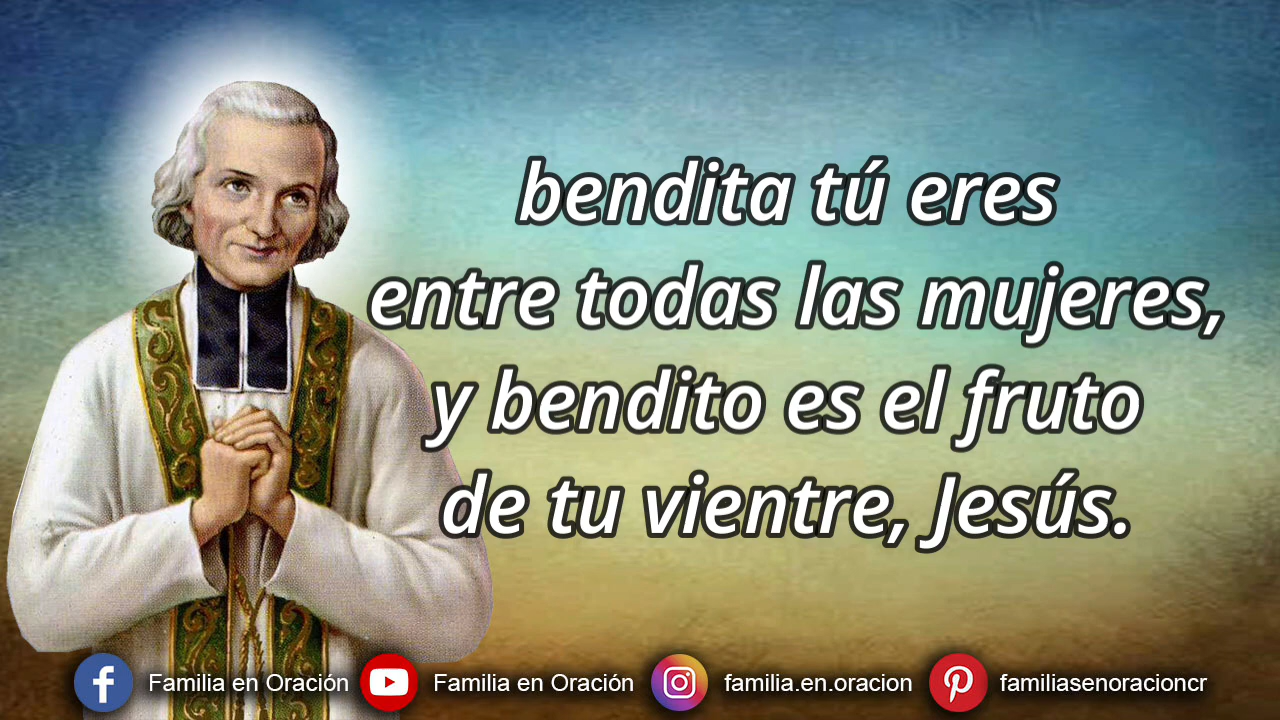 bendita tú eres
entre todas las mujeres,
y bendito es el fruto
de tu vientre, Jesús.
Familia en Oración
Familia en Oración
familia.en.oracion
familiasenoracioncr